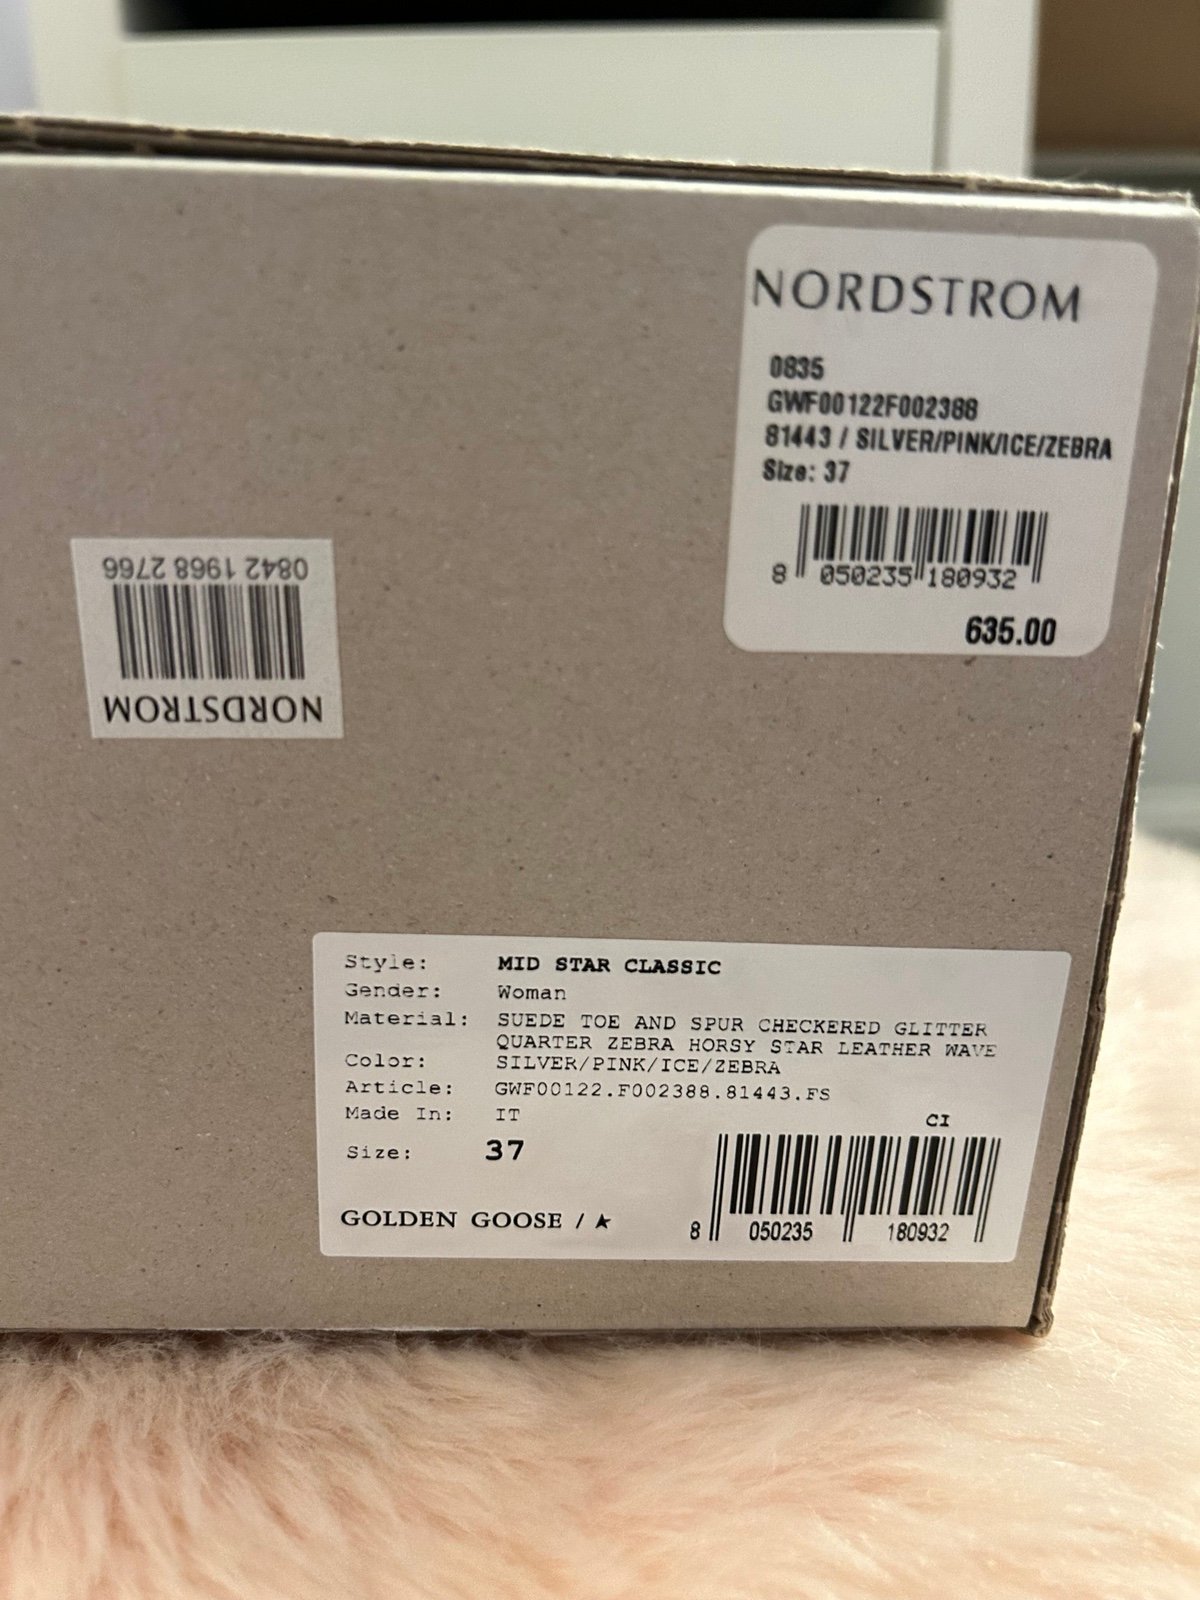 NORDSTROM
0835
GWF00122F002388
81443 / SILVER/PINK/ICE/ZEBRA
Size: 37
8 050235 180932
635.00
0842 1968 2766
NORDSTROM
Style: MID STAR CLASSIC
Gender: Woman
Material: SUEDE TOE AND SPUR CHECKERED GLITTER
QUARTER ZEBRA HORSY STAR LEATHER WAVE
Color: SILVER/PINK/ICE/ZEBRA
Article: GWF00122.F002388.81443.FS
Made In: IT
CI
Size: 37
GOLDEN GOOSE /
8 050235 180932